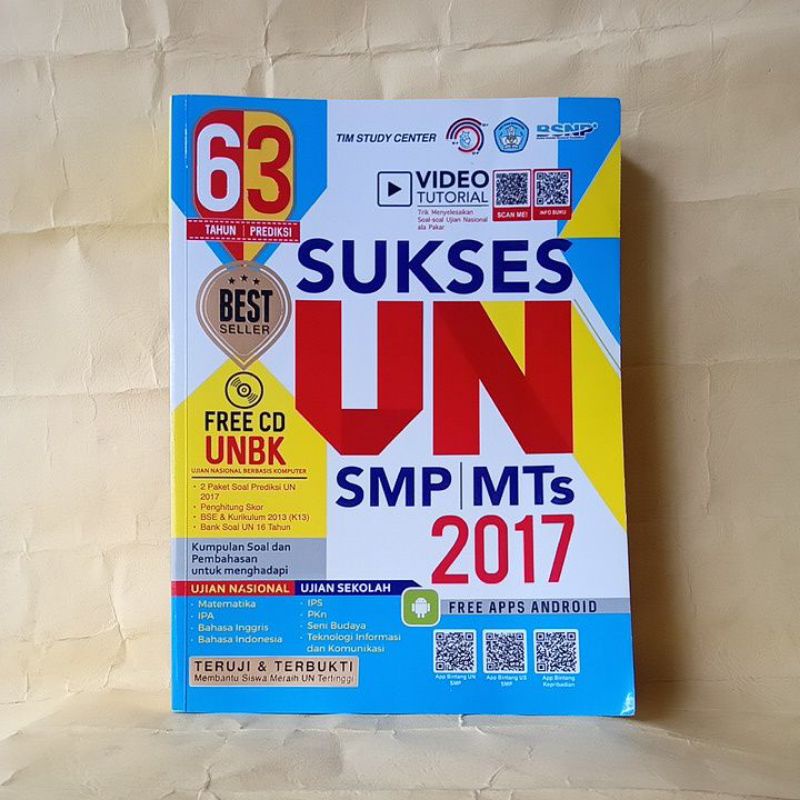 63
TAHUN | PREDIKSI
TIM STUDY CENTER
BSNP
VIDEO
TUTORIAL
Trik Menyelesaikan
Soal-soal Ujian Nasional
ala Pakar
SCAN ME!
INFO BUKU
SUKSES
UN
SMP|MTs
2017
BEST
SELLER
FREE CD
UNBK
UJIAN NASIONAL BERBASIS KOMPUTER
• 2 Paket Soal Prediksi UN
2017
• Penghitung Skor
• BSE & Kurikulum 2013 (K13)
• Bank Soal UN 16 Tahun
Kumpulan Soal dan
Pembahasan
untuk menghadapi
UJIAN NASIONAL
• Matematika
• IPA
• Bahasa Inggris
• Bahasa Indonesia
UJIAN SEKOLAH
• IPS
• PKn
• Seni Budaya
• Teknologi Informasi
dan Komunikasi
FREE APPS ANDROID
App Bintang UN
SMP
App Bintang US
SMP
App Bintang
Kepribadian
TERUJI & TERBUKTI
Membantu Siswa Meraih UN Tertinggi